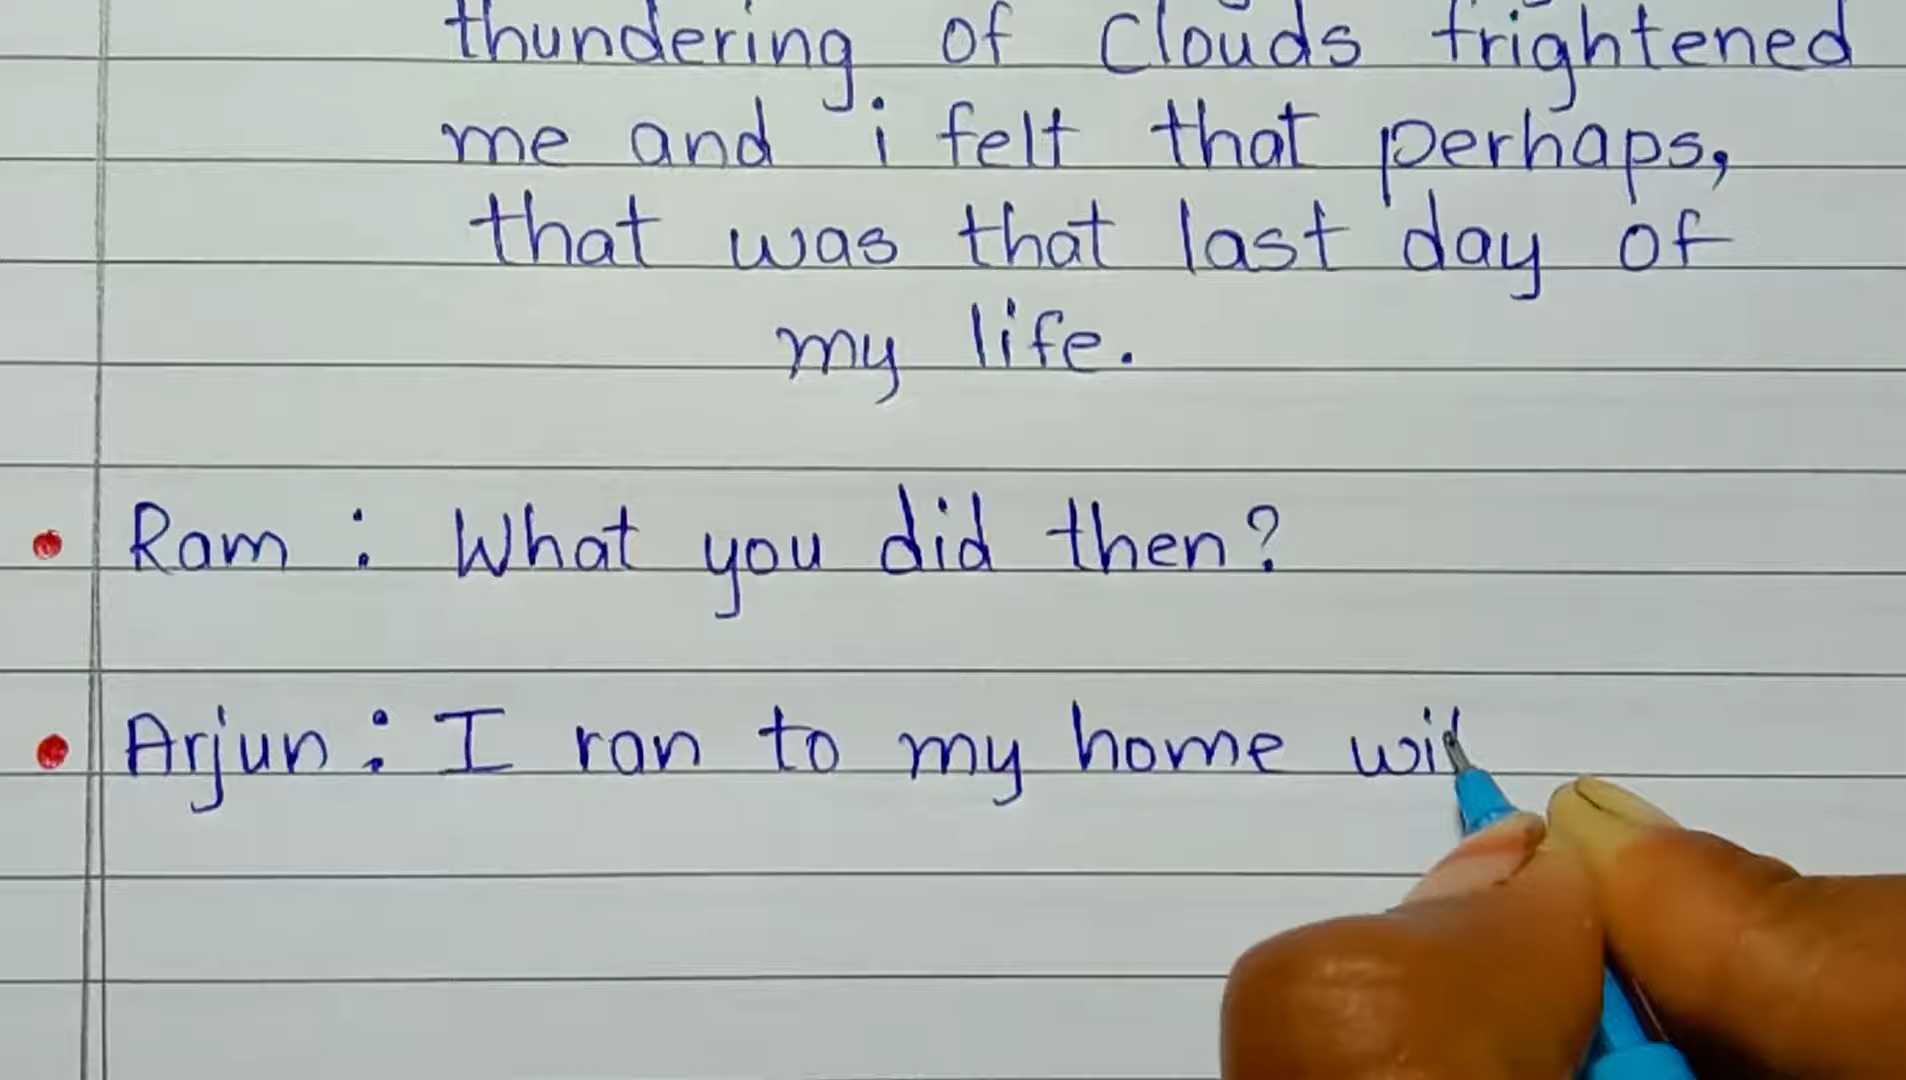 thundering of clouds frightened
me and i felt that perhaps,
that was that last day of
my life.
Ram : What you did then?
Arjun : I ran to my home